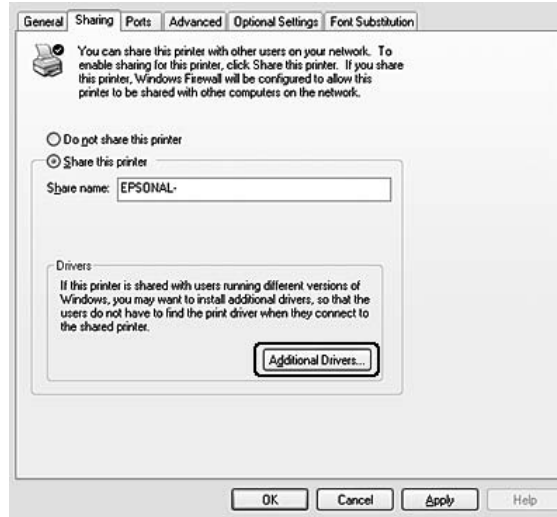 General Sharing Ports Advanced Optional Settings Font Substitution
You can share this printer with other users on your network. To
enable sharing for this printer, click Share this printer. If you share
this printer, Windows Firewall will be configured to allow this
printer to be shared with other computers on the network.
Do not share this printer
Share this printer
Share name: EPSONAL-
Drivers
If this printer is shared with users running different versions of
Windows, you may want to install additional drivers, so that the
users do not have to find the print driver when they connect to
the shared printer.
Additional Drivers...
OK Cancel Apply Help